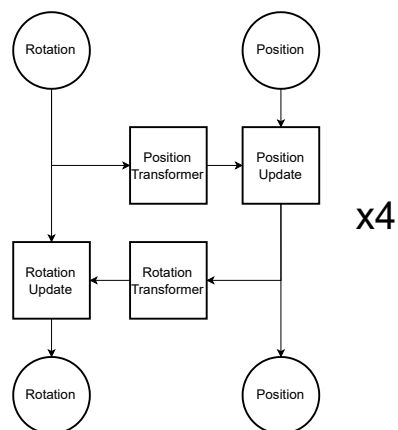 Rotation
Position
Position
Transformer
Position
Update
x4
Rotation
Update
Rotation
Transformer
Rotation
Position